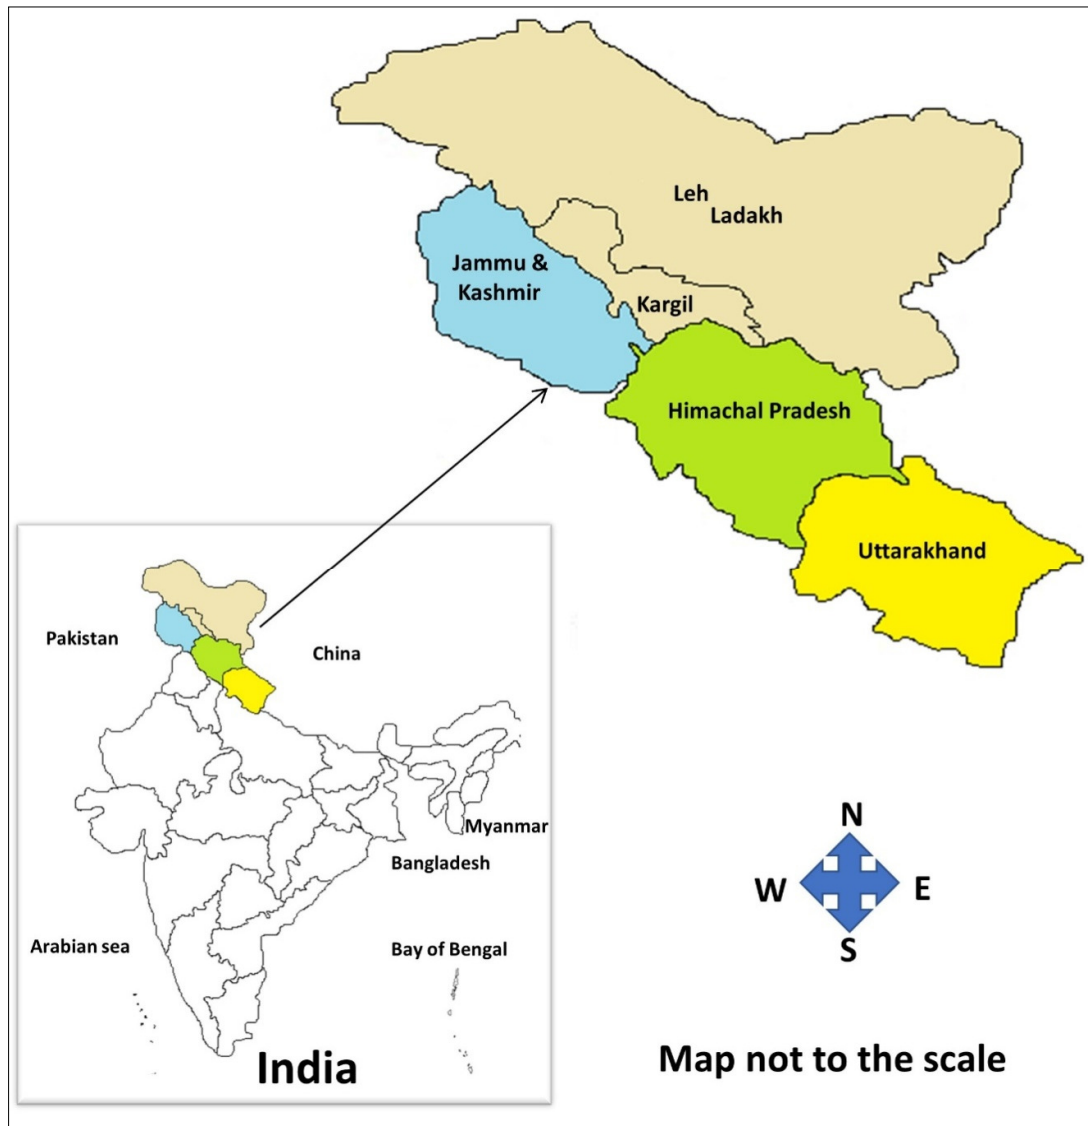 Leh
Ladakh
Jammu &
Kashmir
Kargil
Himachal Pradesh
Uttarakhand
Pakistan
China
Myanmar
Bangladesh
Arabian sea
Bay of Bengal
India
N
W E
S
Map not to the scale